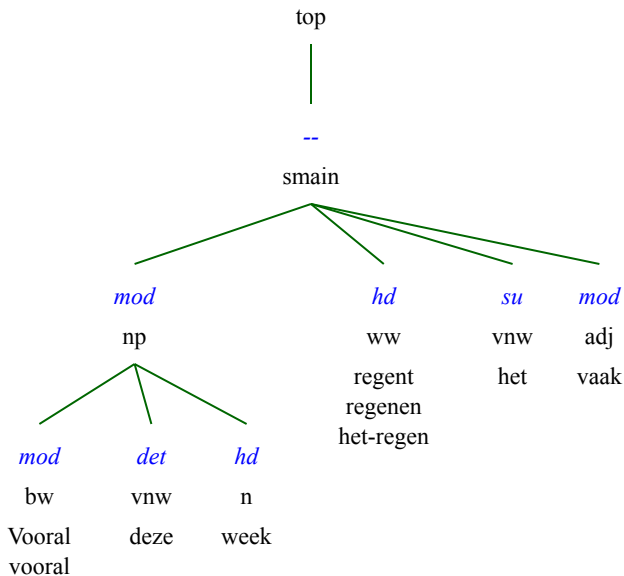 top
--
smain
mod hd su mod
np ww vnw adj
regent het vaak
regenen
het-regen
mod det hd
bw vnw n
Vooral deze week
vooral